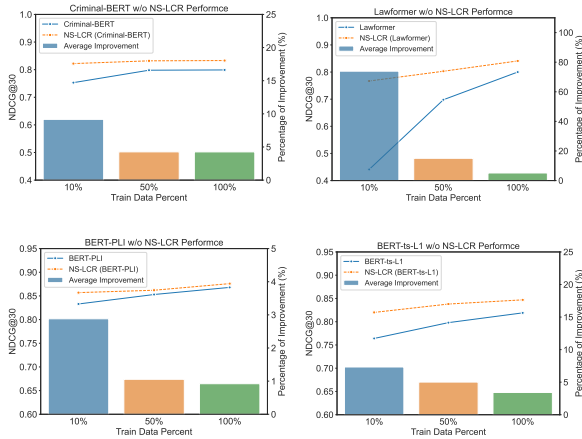 Criminal-BERT w/o NS-LCR Performce
Criminal-BERT
NS-LCR (Criminal-BERT)
Average Improvement
NDCG@30
1.0
0.9
0.8
0.7
0.6
0.5
0.4
25
20
15
10
5
0
Percentage of Improvement (%)
10%
50%
100%
Train Data Percent
Lawformer w/o NS-LCR Performce
Lawformer
NS-LCR (Lawformer)
Average Improvement
NDCG@30
1.0
0.9
0.8
0.7
0.6
0.5
0.4
100
80
60
40
20
0
Percentage of Improvement (%)
10%
50%
100%
Train Data Percent
BERT-PLI w/o NS-LCR Performce
BERT-PLI
NS-LCR (BERT-PLI)
Average Improvement
NDCG@30
0.95
0.90
0.85
0.80
0.75
0.70
0.65
0.60
5
4
3
2
1
0
Percentage of Improvement (%)
10%
50%
100%
Train Data Percent
BERT-ts-L1 w/o NS-LCR Performce
BERT-ts-L1
NS-LCR (BERT-ts-L1)
Average Improvement
NDCG@30
0.95
0.90
0.85
0.80
0.75
0.70
0.65
0.60
25
20
15
10
5
0
Percentage of Improvement (%)
10%
50%
100%
Train Data Percent